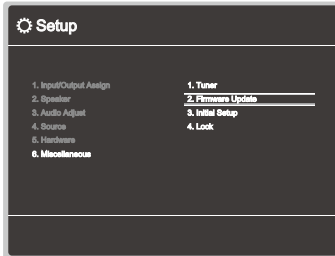 Setup
1. Input/Output Assign
2. Speaker
3. Audio Adjust
4. Source
5. Hardware
6. Miscellaneous
1. Tuner
2. Firmware Update
3. Initial Setup
4. Lock